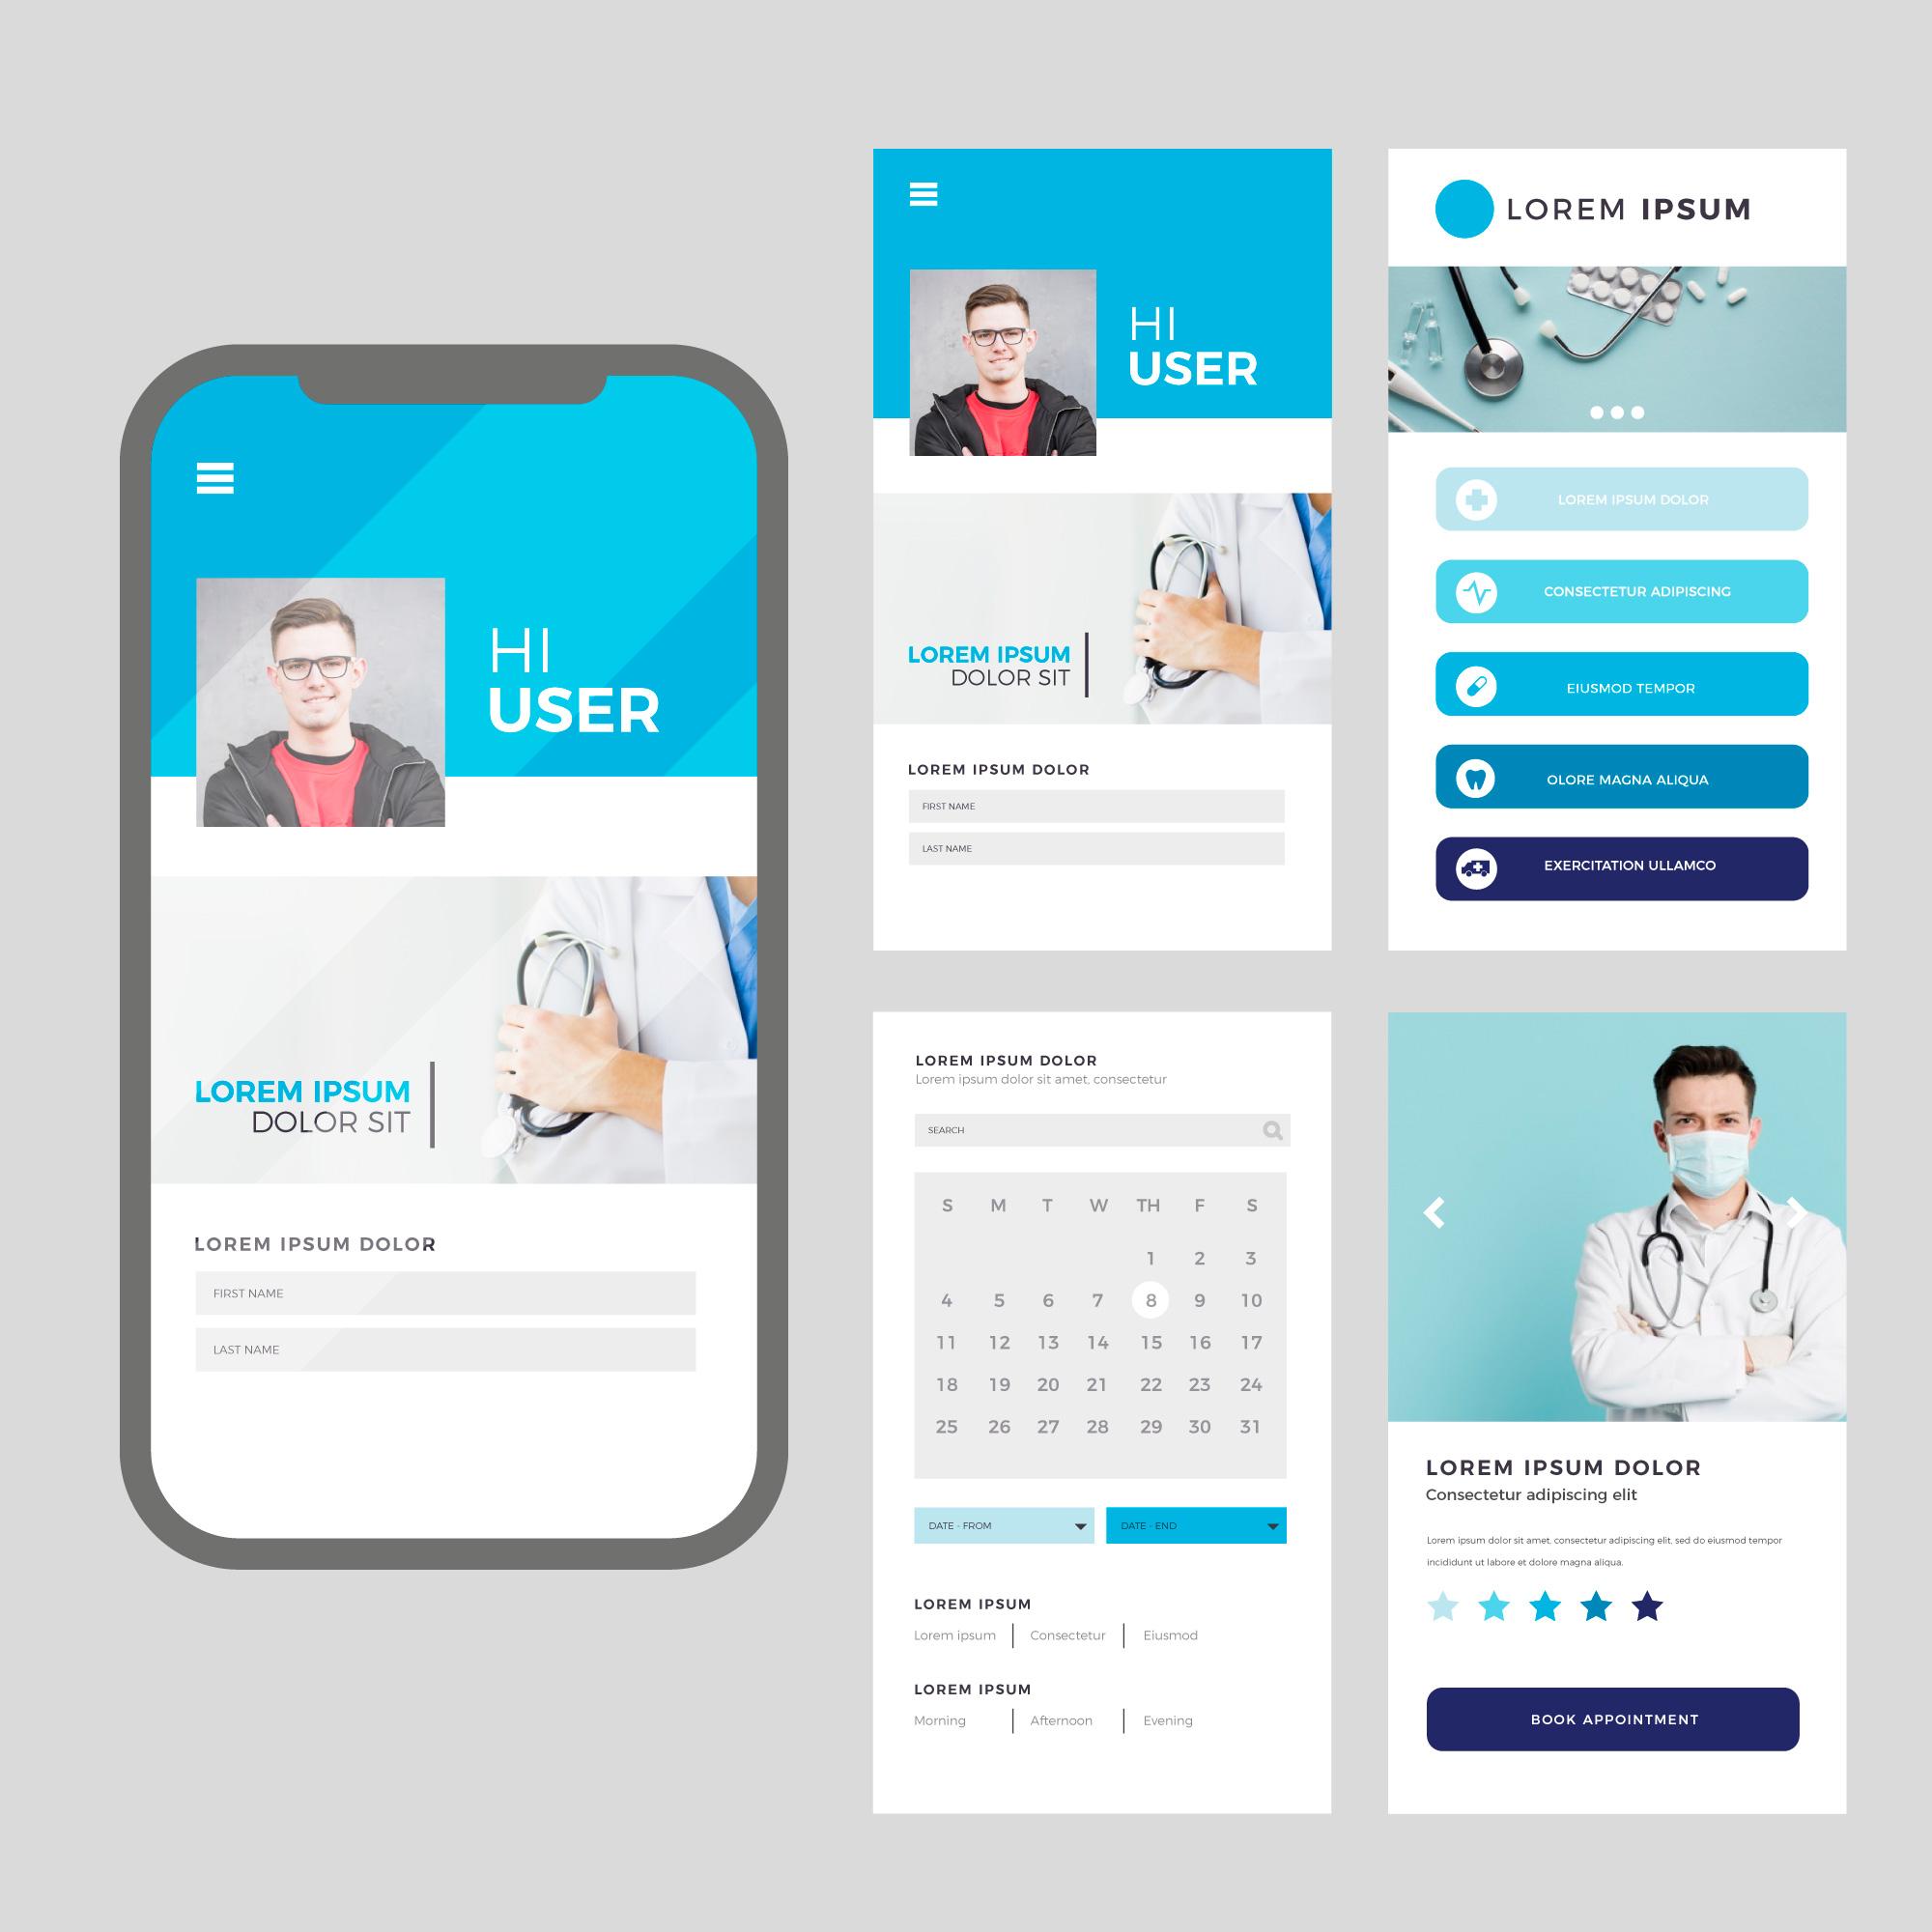 HI
USER
LOREM IPSUM
DOLOR SIT
LOREM IPSUM DOLOR
FIRST NAME
LAST NAME
HI
USER
LOREM IPSUM
DOLOR SIT
LOREM IPSUM DOLOR
FIRST NAME
LAST NAME
LOREM IPSUM
LOREM IPSUM DOLOR
CONSECTETUR ADIPISCING
EIUSMOD TEMPOR
OLORE MAGNA ALIQUA
EXERCITATION ULLAMCO
LOREM IPSUM DOLOR
Lorem ipsum dolor sit amet, consectetur
SEARCH
S M T W TH F S
1 2 3
4 5 6 7 8 9 10
11 12 13 14 15 16 17
18 19 20 21 22 23 24
25 26 27 28 29 30 31
DATE - FROM DATE - END
LOREM IPSUM
Lorem ipsum Consectetur Eiusmod
LOREM IPSUM
Morning Afternoon Evening
LOREM IPSUM DOLOR
Consectetur adipiscing elit
Lorem ipsum dolor sit amet, consectetur adipiscing elit, sed do eiusmod tempor
incididunt ut labore et dolore magna aliqua.
BOOK APPOINTMENT